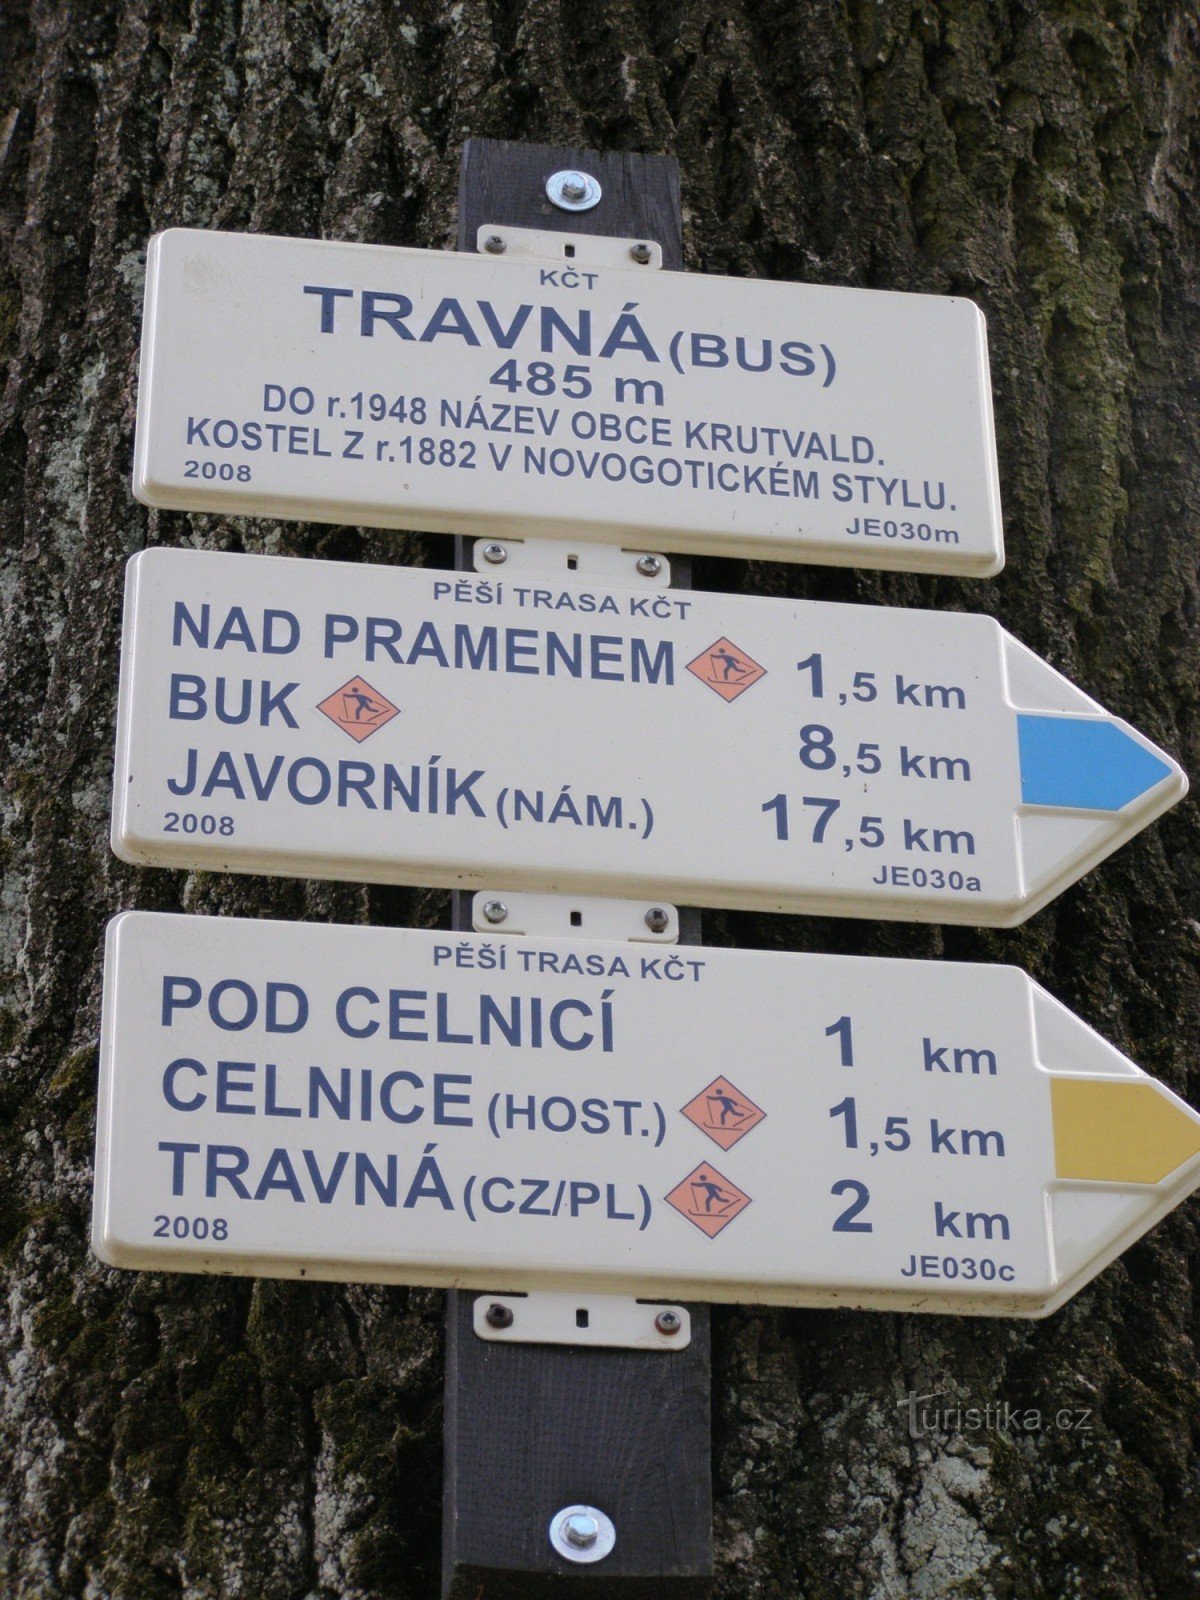 KČT
TRAVNÁ (BUS)
485 m
DO r.1948 NÁZEV OBCE KRUTVALD.
KOSTEL Z r.1882 V NOVOGOTICKÉM STYLU.
2008 JE030m
PĚŠÍ TRASA KČT
NAD PRAMENEM 1,5 km
BUK 8,5 km
JAVORNÍK (NÁM.) 17,5 km
2008 JE030a
PĚŠÍ TRASA KČT
POD CELNICÍ 1 km
CELNICE (HOST.) 1,5 km
TRAVNÁ (CZ/PL) 2 km
2008 JE030c
Turistika.cz